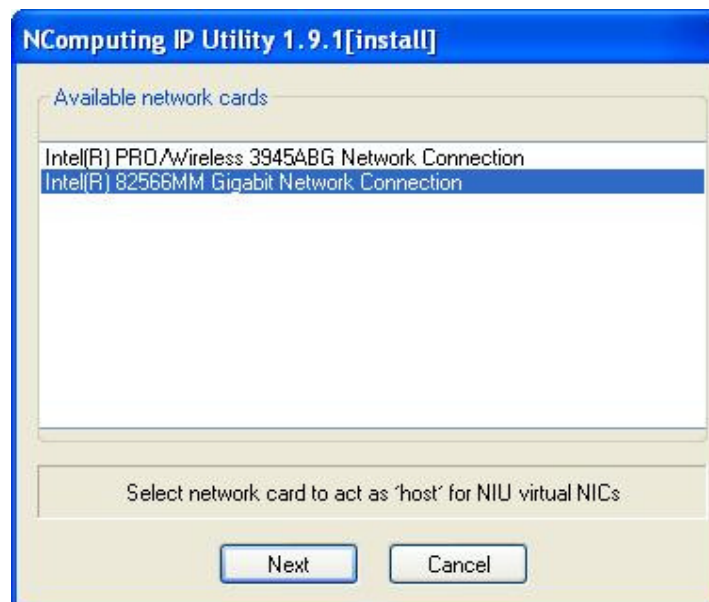 NComputing IP Utility 1.9.1[install]
Available network cards
Intel(R) PRO/Wireless 3945ABG Network Connection
Intel(R) 82566MM Gigabit Network Connection
Select network card to act as 'host' for NIU virtual NICs
Next
Cancel